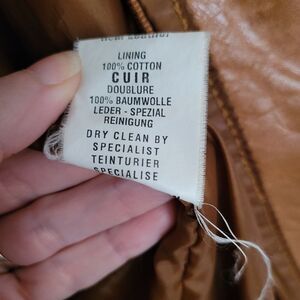 LINING
100% COTTON
CUIR
DOUBLURE
100% BAUMWOLLE
LEDER - SPEZIAL
REINIGUNG
DRY CLEAN BY
SPECIALIST
TEINTURIER
SPECIALISE